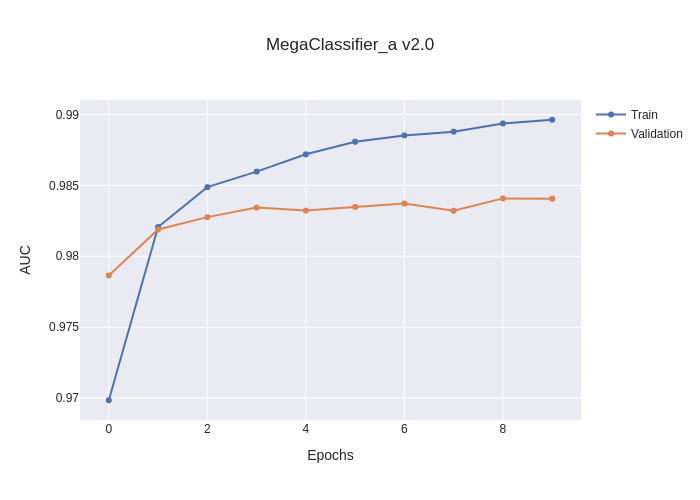 MegaClassifier_a v2.0
Train
Validation
0.99
0.985
0.98
0.975
0.97
AUC
0 2 4 6 8
Epochs